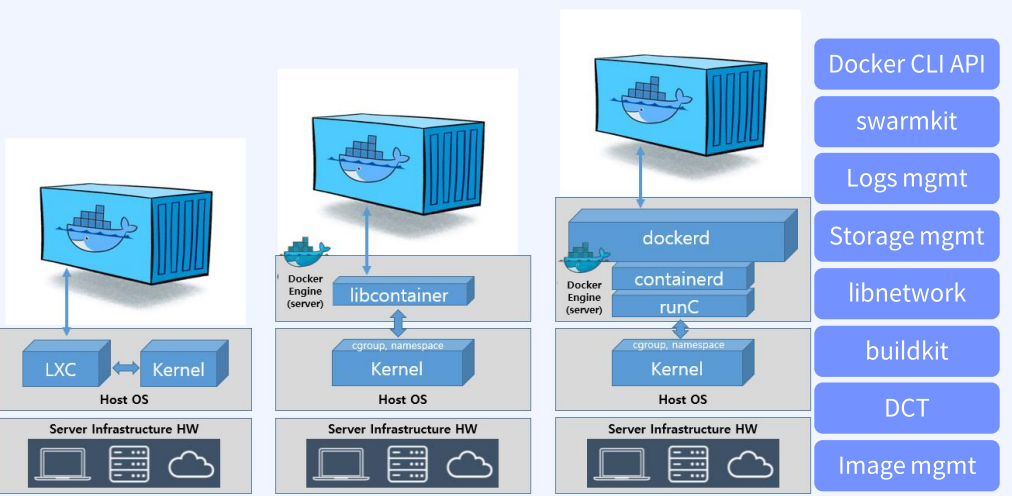 LXC
Kernel
Host OS
Server Infrastructure HW
Docker
Engine
(server)
libcontainer
cgroup, namespace
Kernel
Host OS
Server Infrastructure HW
dockerd
Docker
Engine
(server)
containerd
runC
cgroup, namespace
Kernel
Host OS
Server Infrastructure HW
Docker CLI API
swarmkit
Logs mgmt
Storage mgmt
libnetwork
buildkit
DCT
Image mgmt